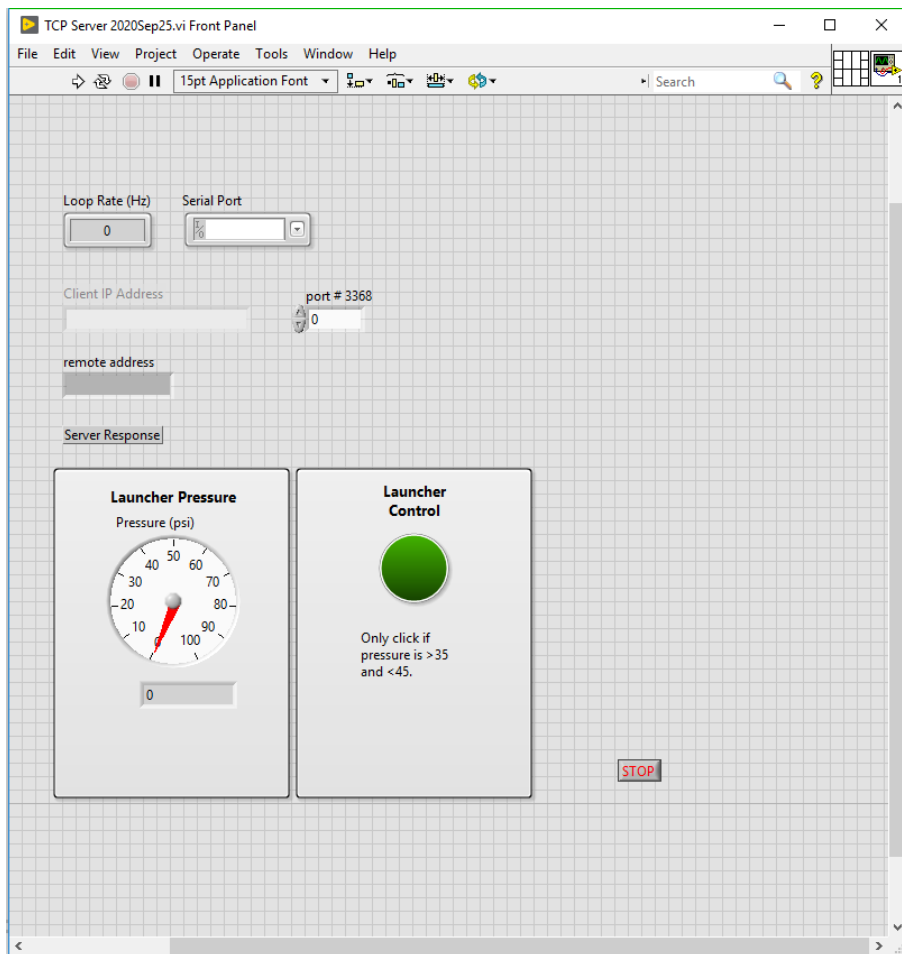 TCP Server 2020Sep25.vi Front Panel
File Edit View Project Operate Tools Window Help
15pt Application Font
Search
?
1
Loop Rate (Hz) Serial Port
0
I/O
Client IP Address
port # 3368
0
remote address
Server Response
Launcher Pressure
Pressure (psi)
50
40 60
30 70
20 80
10 90
0 100
0
Launcher
Control
Only click if
pressure is >35
and <45.
STOP